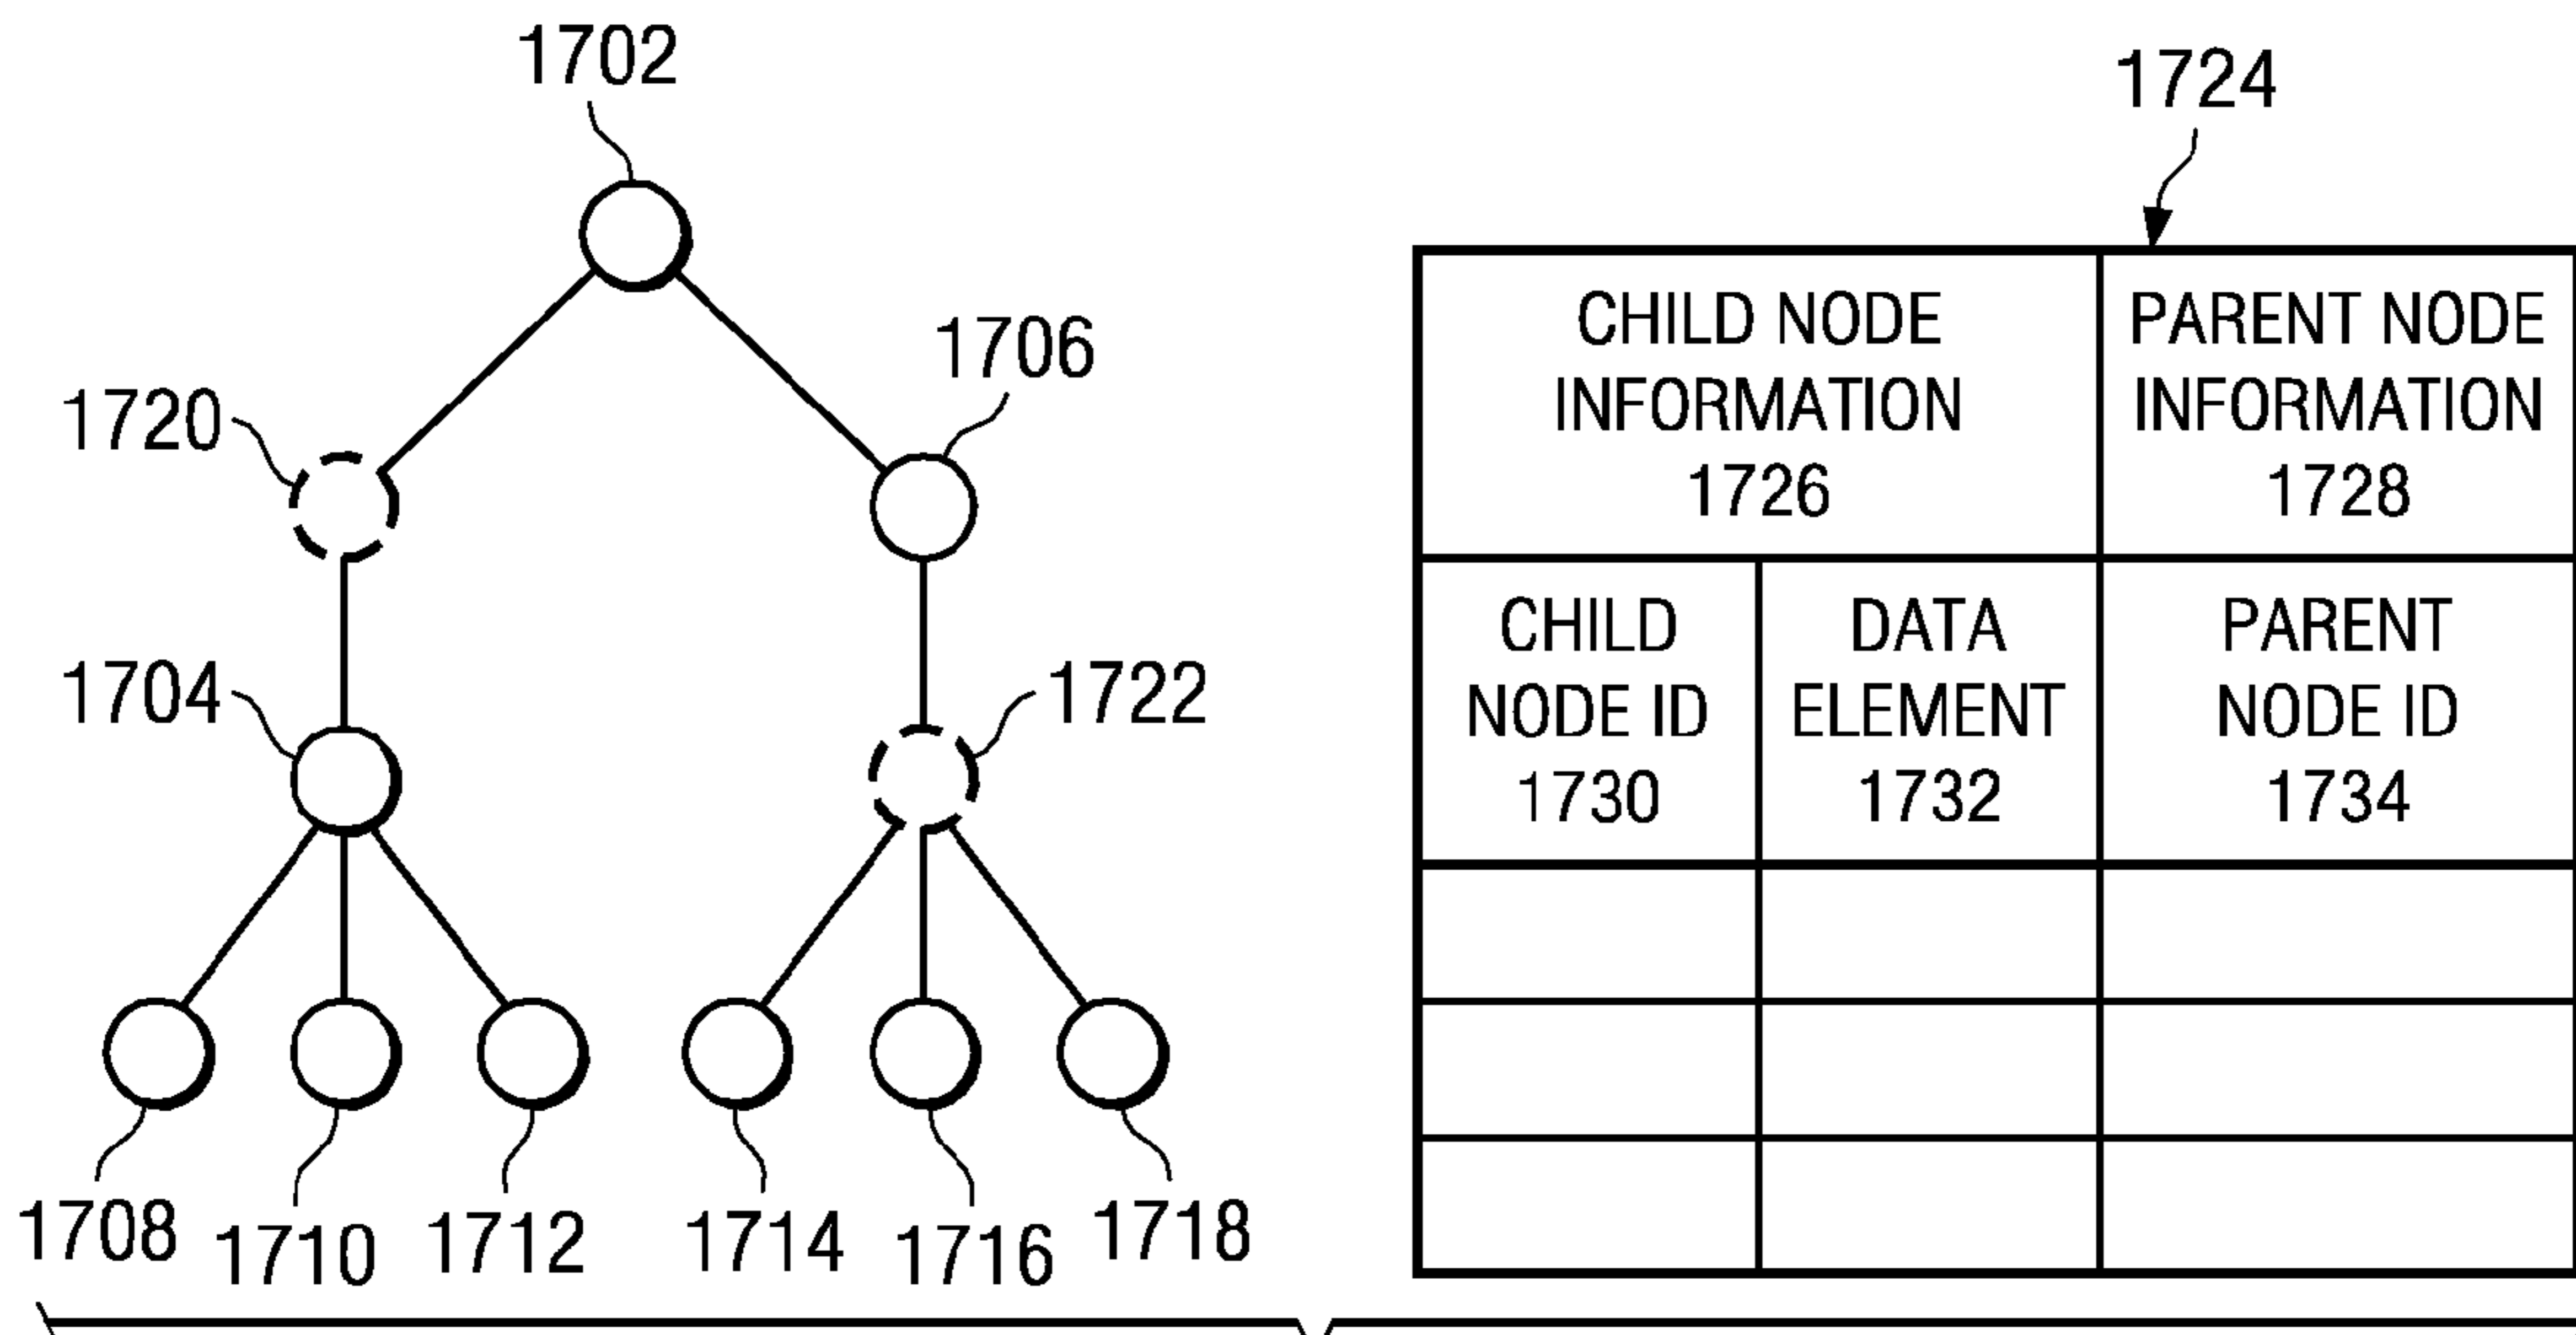 1702
1706
1720
1704
1722
1708
1710
1712
1714
1716
1718
1724
CHILD NODE
INFORMATION
1726
PARENT NODE
INFORMATION
1728
CHILD
NODE ID
1730
DATA
ELEMENT
1732
PARENT
NODE ID
1734